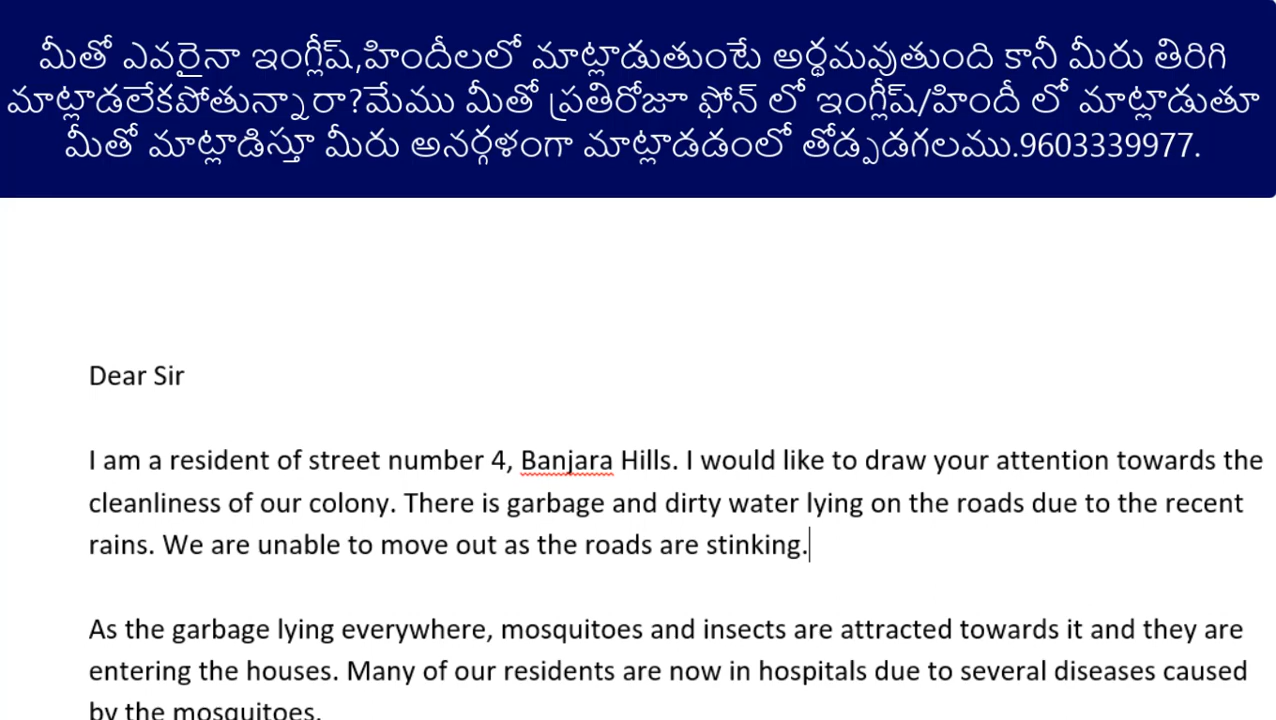 మీతో ఎవరైనా ఇంగ్లీష్,హిందీలలో మాట్లాడుతుంటే అర్థమవుతుంది కానీ మీరు తిరిగి
మాట్లాడలేకపోతున్నారా?మేము మీతో ప్రతిరోజూ ఫోన్ లో ఇంగ్లీష్/హిందీ లో మాట్లాడుతూ
మీతో మాట్లాడిస్తూ మీరు అనర్గళంగా మాట్లాడడంలో తోడ్పడగలము.9603339977.
Dear Sir
I am a resident of street number 4, Banjara Hills. I would like to draw your attention towards the
cleanliness of our colony. There is garbage and dirty water lying on the roads due to the recent
rains. We are unable to move out as the roads are stinking.
As the garbage lying everywhere, mosquitoes and insects are attracted towards it and they are
entering the houses. Many of our residents are now in hospitals due to several diseases caused
by the mosquitoes.